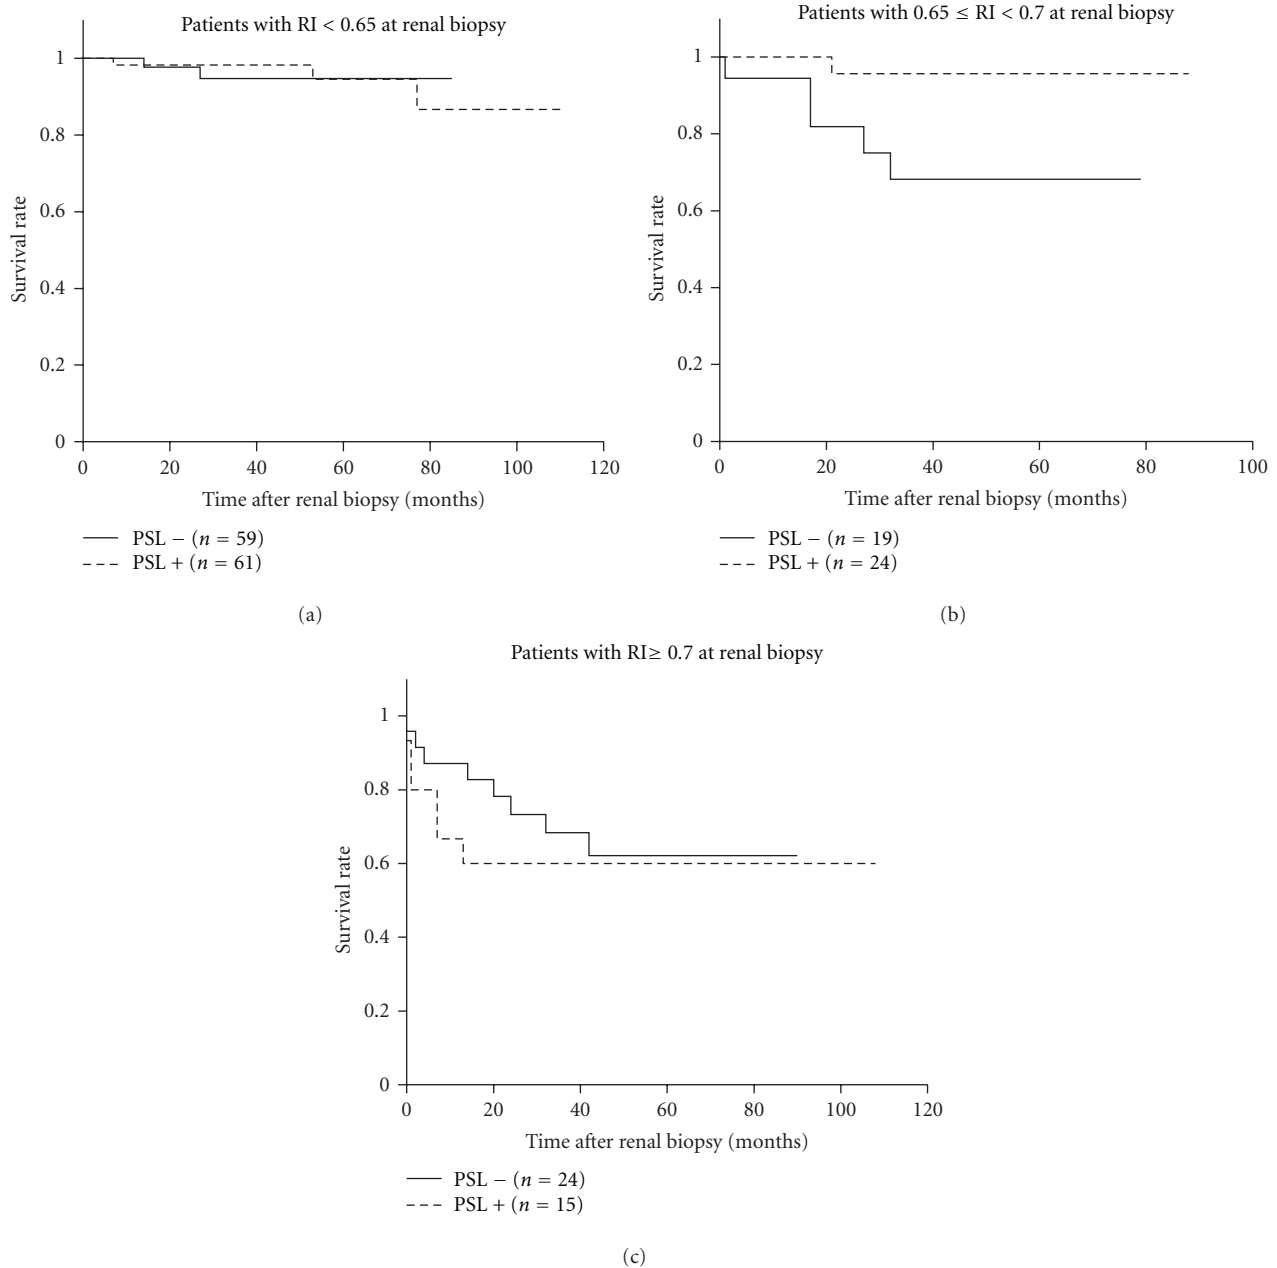 Patients with RI < 0.65 at renal biopsy
1
0.8
0.6
0.4
0.2
0
Survival rate
0 20 40 60 80 100 120
Time after renal biopsy (months)
PSL − (n = 59)
PSL + (n = 61)
(a)
Patients with 0.65 ≤ RI < 0.7 at renal biopsy
1
0.8
0.6
0.4
0.2
0
Survival rate
0 20 40 60 80 100
Time after renal biopsy (months)
PSL − (n = 19)
PSL + (n = 24)
(b)
Patients with RI≥ 0.7 at renal biopsy
1
0.8
0.6
0.4
0.2
0
Survival rate
0 20 40 60 80 100 120
Time after renal biopsy (months)
PSL − (n = 24)
PSL + (n = 15)
(c)